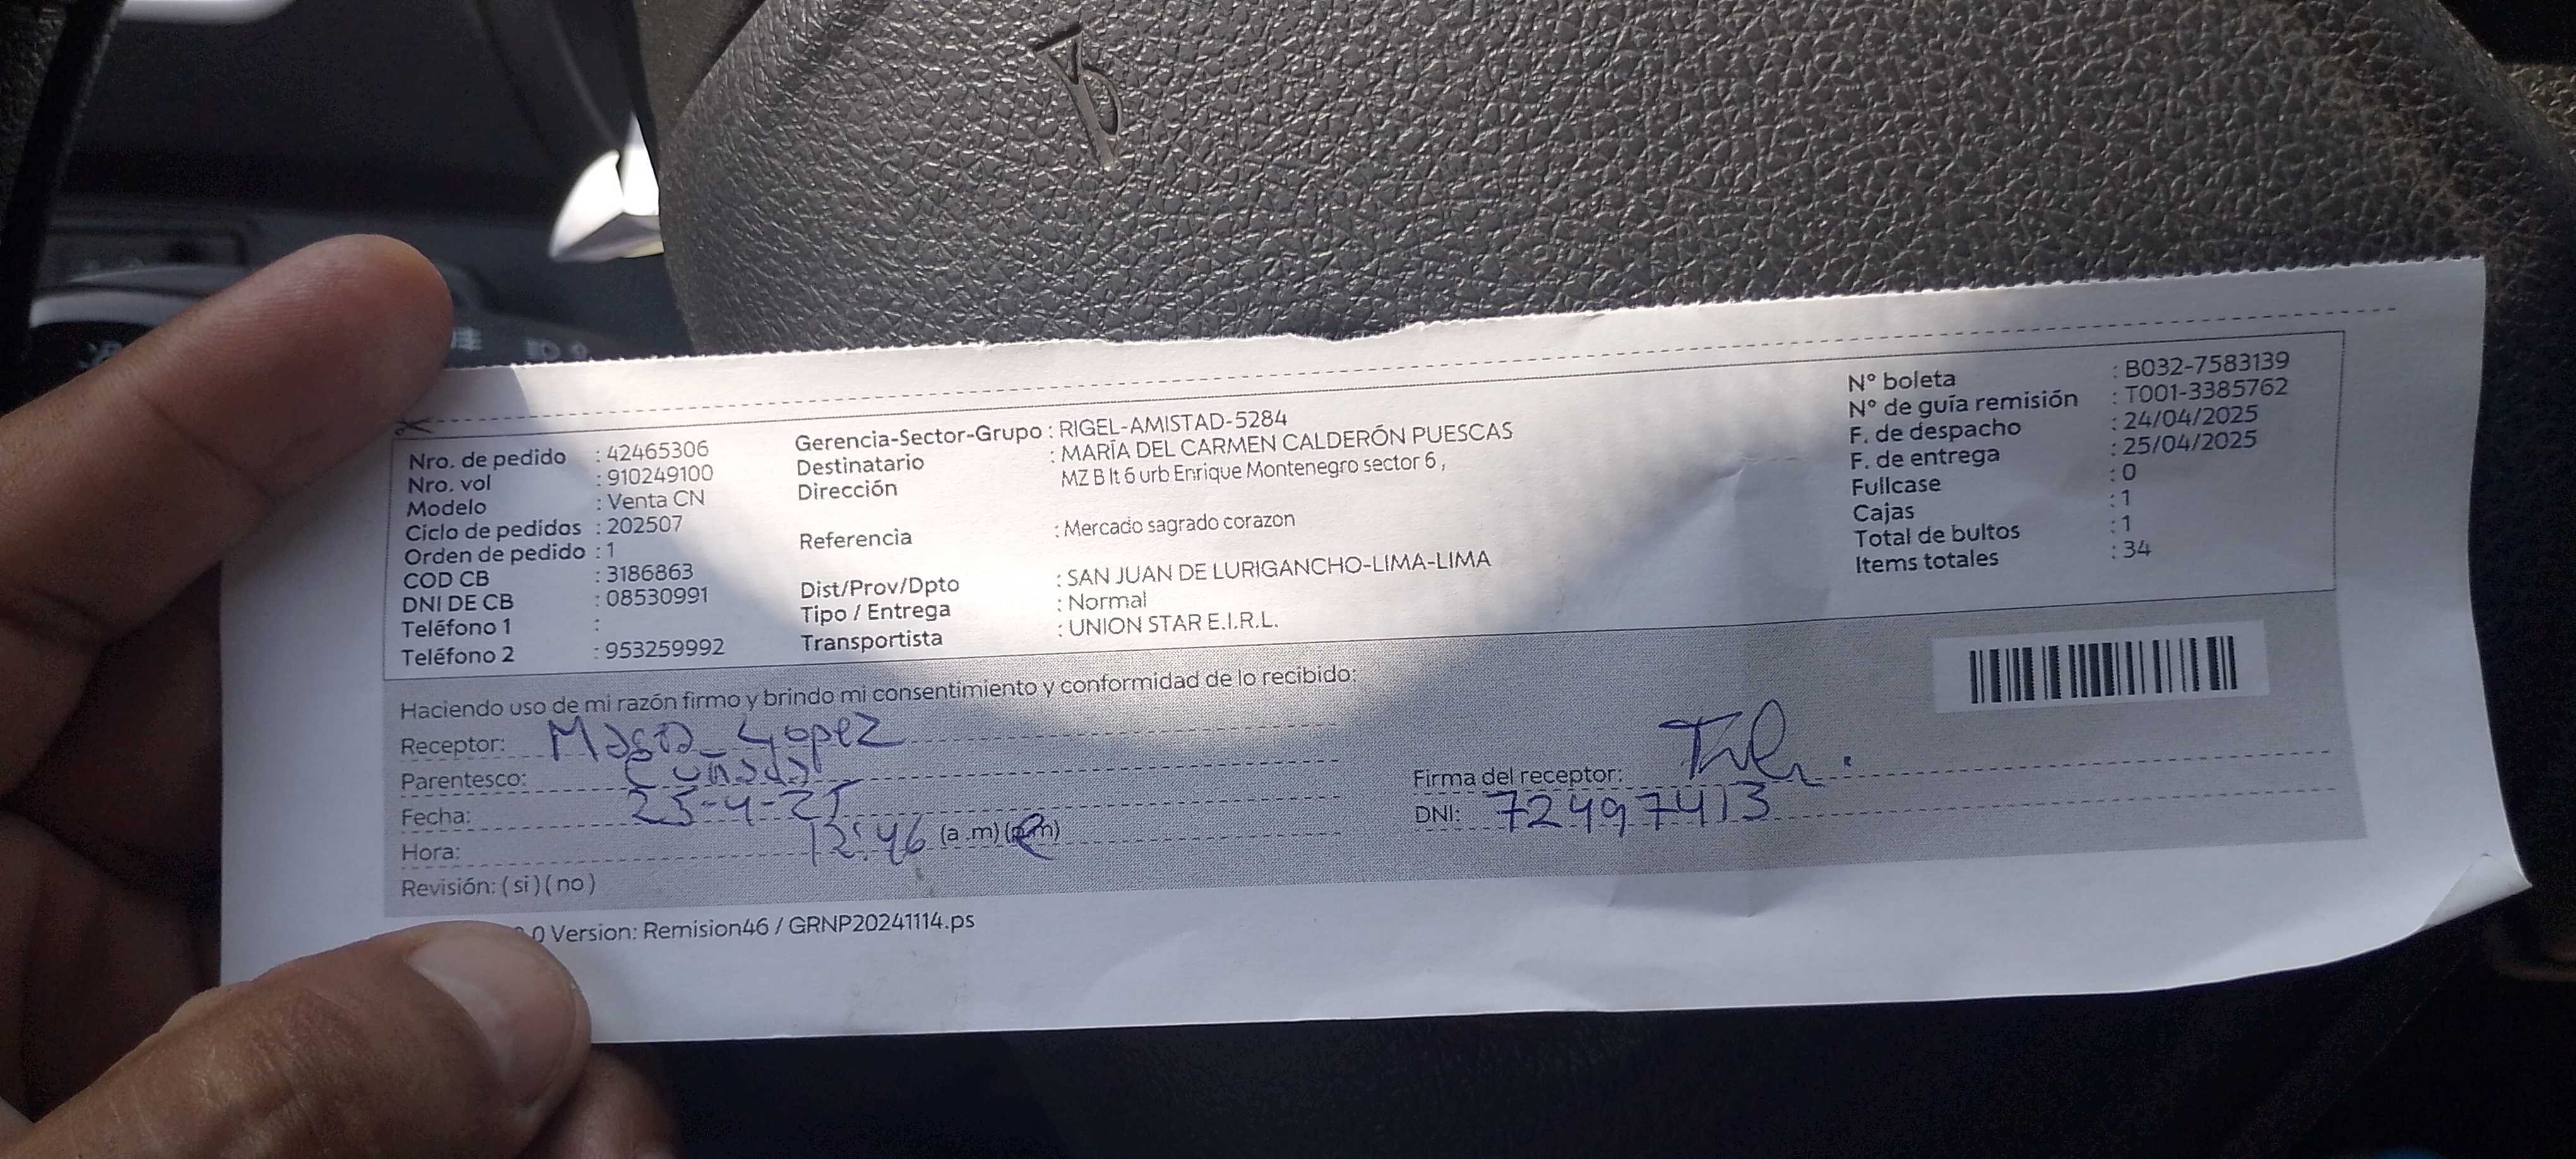 Nro. de pedido : 42465306
Nro. vol : 910249100
Modelo : Venta CN
Ciclo de pedidos : 202507
Orden de pedido : 1
COD CB : 3186863
DNI DE CB : 08530991
Teléfono 1 :
Teléfono 2 : 953259992
Gerencia-Sector-Grupo : RIGEL-AMISTAD-5284
Destinatario : MARÍA DEL CARMEN CALDERÓN PUESCAS
Dirección MZ B lt 6 urb Enrique Montenegro sector 6 ,
Referencia : Mercado sagrado corazon
Dist/Prov/Dpto : SAN JUAN DE LURIGANCHO-LIMA-LIMA
Tipo / Entrega : Normal
Transportista : UNION STAR E.I.R.L.
N° boleta : B032-7583139
N° de guía remisión : T001-3385762
F. de despacho : 24/04/2025
F. de entrega : 25/04/2025
Fullcase : 0
Cajas : 1
Total de bultos : 1
Items totales : 34
Haciendo uso de mi razón firmo y brindo mi consentimiento y conformidad de lo recibido:
Receptor: Lopez
Parentesco: Cuñada
Fecha: 25-4-25
Hora: 12:46 (a .m) (p.m)
Revisión: ( si ) ( no )
Firma del receptor:
DNI: 72497413
.0 Version: Remision46 / GRNP20241114.ps